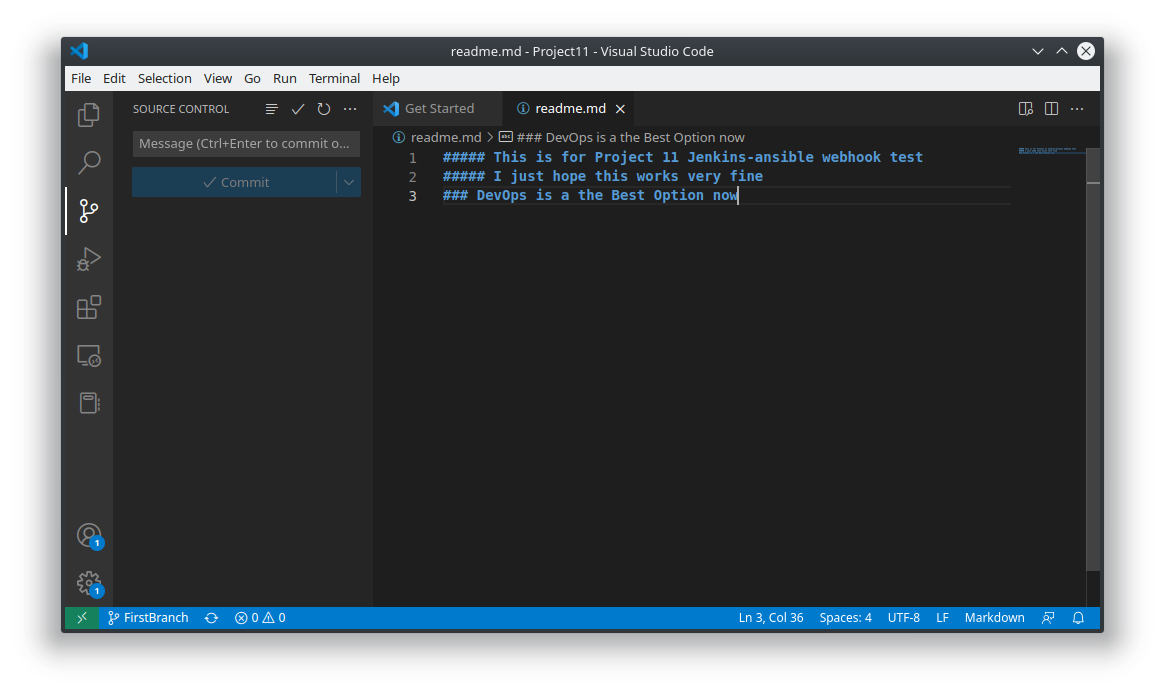 readme.md - Project11 - Visual Studio Code
File Edit Selection View Go Run Terminal Help
SOURCE CONTROL
Message (Ctrl+Enter to commit o...
Commit
Get Started
readme.md
readme.md > ### DevOps is a the Best Option now
1 ##### This is for Project 11 Jenkins-ansible webhook test
2 ##### I just hope this works very fine
3 ### DevOps is a the Best Option now
1
1
FirstBranch 0 0 Ln 3, Col 36 Spaces: 4 UTF-8 LF Markdown